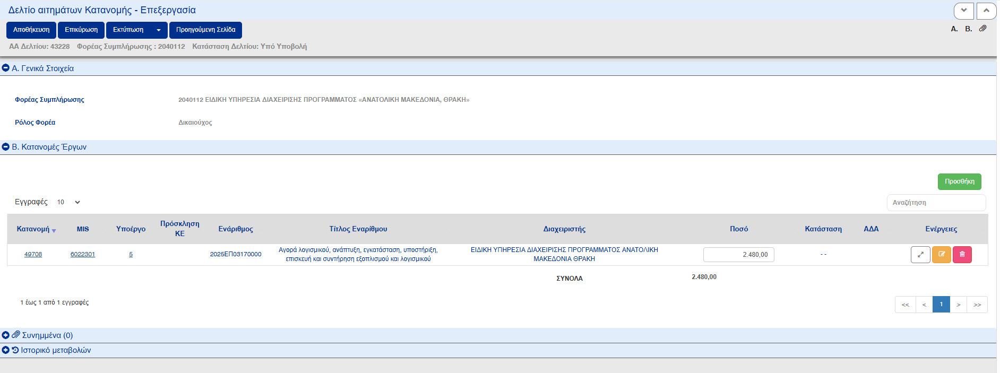 Δελτίο αιτημάτων Κατανομής - Επεξεργασία
Αποθήκευση Επικύρωση Εκτύπωση Προηγούμενη Σελίδα
Α. Β.
ΑΑ Δελτίου: 43228 Φορέας Συμπλήρωσης : 2040112 Κατάσταση Δελτίου: Υπό Υποβολή
Α. Γενικά Στοιχεία
Φορέας Συμπλήρωσης 2040112 ΕΙΔΙΚΗ ΥΠΗΡΕΣΙΑ ΔΙΑΧΕΙΡΙΣΗΣ ΠΡΟΓΡΑΜΜΑΤΟΣ «ΑΝΑΤΟΛΙΚΗ ΜΑΚΕΔΟΝΙΑ, ΘΡΑΚΗ»
Ρόλος Φορέα Δικαιούχος
Β. Κατανομές Έργων
Προσθήκη
Εγγραφές 10
Αναζήτηση
Κατανομή MIS Υποέργο Πρόσκληση ΚΕ Ενάριθμος Τίτλος Εναρίθμου Διαχειριστής Ποσό Κατάσταση ΑΔΑ Ενέργειες
49708 6022301 5 2025ΕΠ03170000 Αγορά λογισμικού, ανάπτυξη, εγκατάσταση, υποστήριξη, επισκευή και συντήρηση εξοπλισμού και λογισμικού ΕΙΔΙΚΗ ΥΠΗΡΕΣΙΑ ΔΙΑΧΕΙΡΙΣΗΣ ΠΡΟΓΡΑΜΜΑΤΟΣ ΑΝΑΤΟΛΙΚΗ ΜΑΚΕΔΟΝΙΑ ΘΡΑΚΗ 2.480,00 - -
ΣΥΝΟΛΑ 2.480,00
1 έως 1 από 1 εγγραφές
<< < 1 > >>
Συνημμένα (0)
Ιστορικό μεταβολών